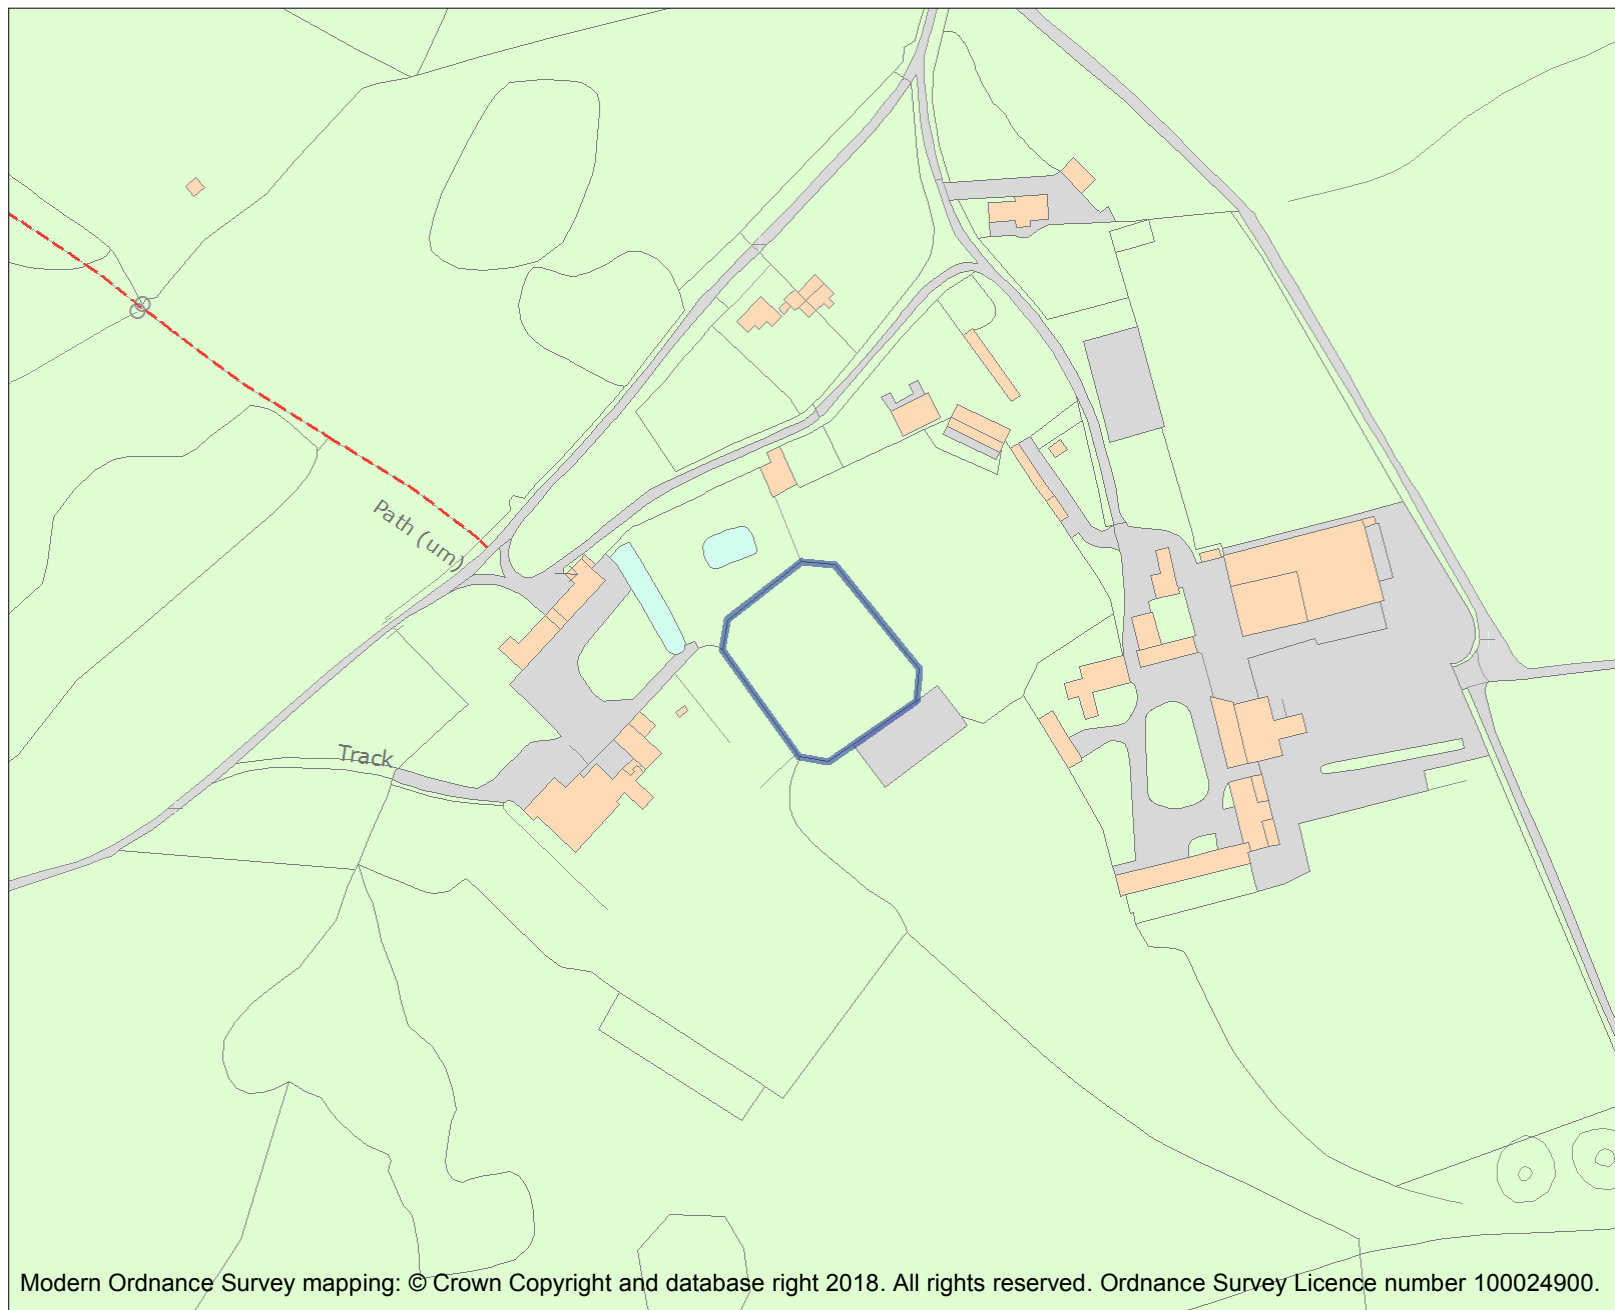 Path (um)
Track
Modern Ordnance Survey mapping: © Crown Copyright and database right 2018. All rights reserved. Ordnance Survey Licence number 100024900.